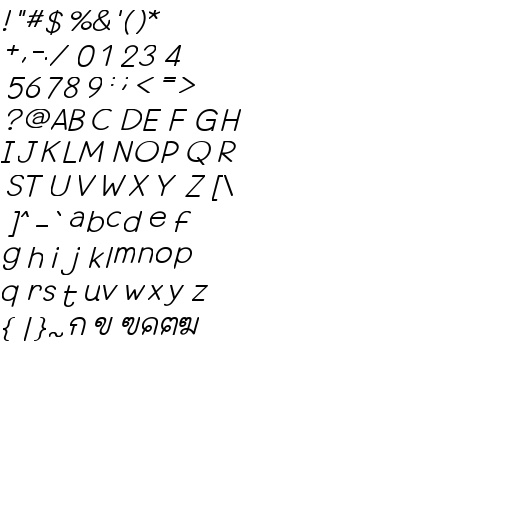 ! " # $ % & ' ( ) *
+ , - . / 0 1 2 3 4
5 6 7 8 9 : ; < = >
? @ A B C D E F G H
I J K L M N O P Q R
S T U V W X Y Z [ \
] ^ _ ` a b c d e f
g h i j k l m n o p
q r s t u v w x y z
{ | } ~ ก ข ฃ ค ฅ ฆ